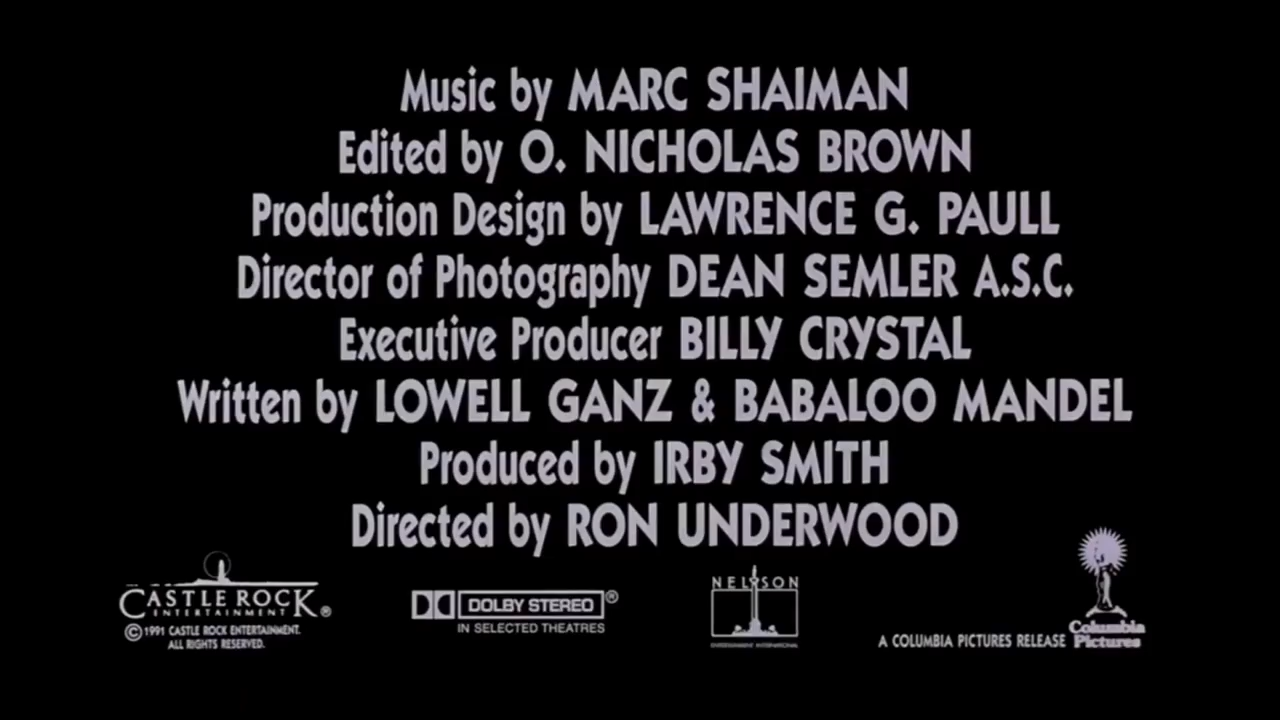 Music by MARC SHAIMAN
Edited by O. NICHOLAS BROWN
Production Design by LAWRENCE G. PAULL
Director of Photography DEAN SEMLER A.S.C.
Executive Producer BILLY CRYSTAL
Written by LOWELL GANZ & BABALOO MANDEL
Produced by IRBY SMITH
Directed by RON UNDERWOOD
CASTLE ROCK ®
ENTERTAINMENT
© 1991 CASTLE ROCK ENTERTAINMENT.
ALL RIGHTS RESERVED.
DOLBY STEREO ®
IN SELECTED THEATRES
NELSON
ENTERTAINMENT INTERNATIONAL
A COLUMBIA PICTURES RELEASE
Columbia
Pictures